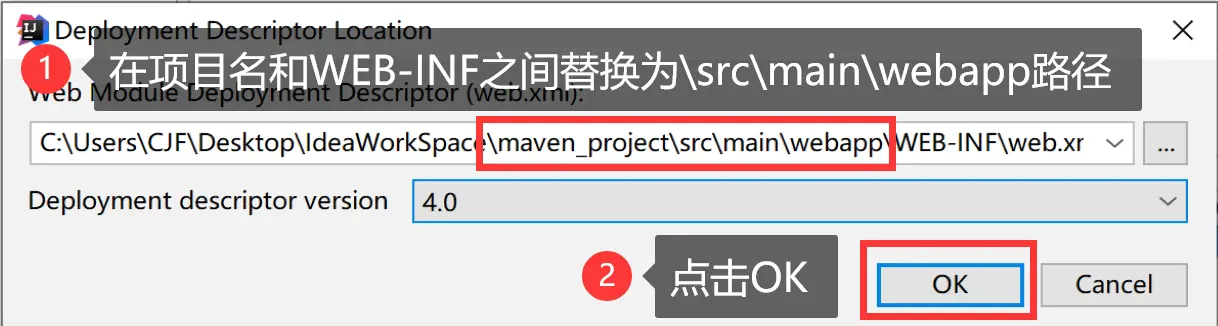 IJ
Deployment Descriptor Location
1
在项目名和WEB-INF之间替换为\src\main\webapp路径
Web Module Deployment Descriptor (web.xml):
C:\Users\CJF\Desktop\IdeaWorkSpace\maven_project\src\main\webapp\WEB-INF\web.xr
...
Deployment descriptor version
4.0
2
点击OK
OK
Cancel